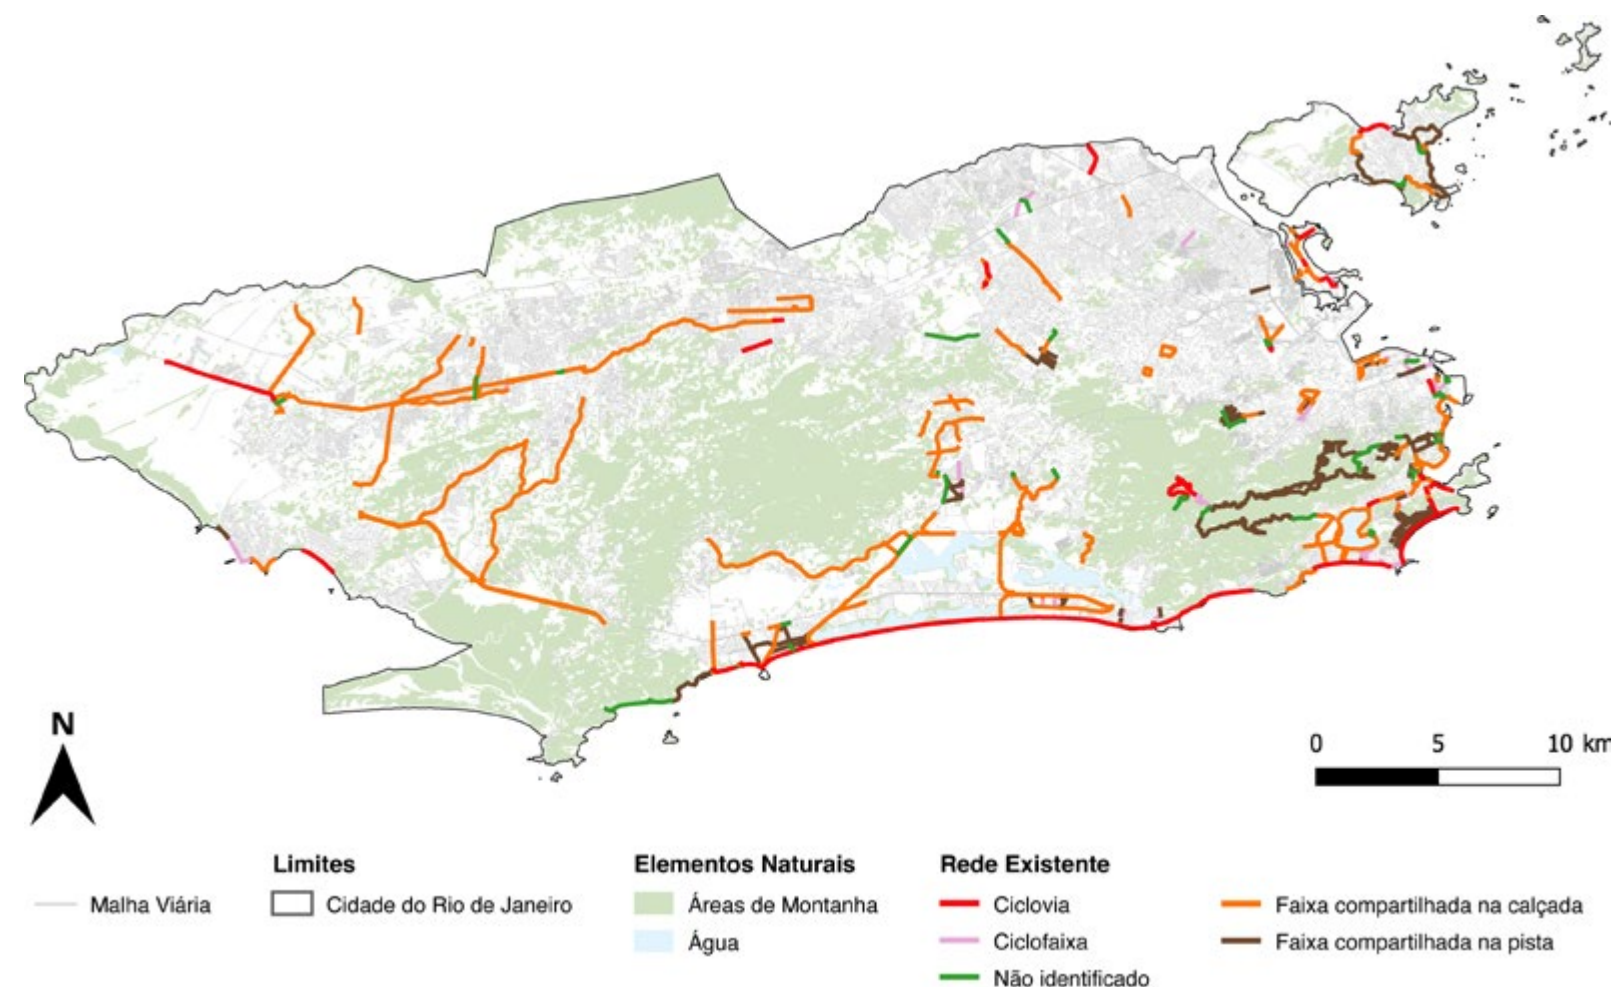 N
0 5 10 km
Limites
Elementos Naturais
Rede Existente
Malha Viária
Cidade do Rio de Janeiro
Áreas de Montanha
Ciclovia
Faixa compartilhada na calçada
Água
Ciclofaixa
Faixa compartilhada na pista
Não identificado